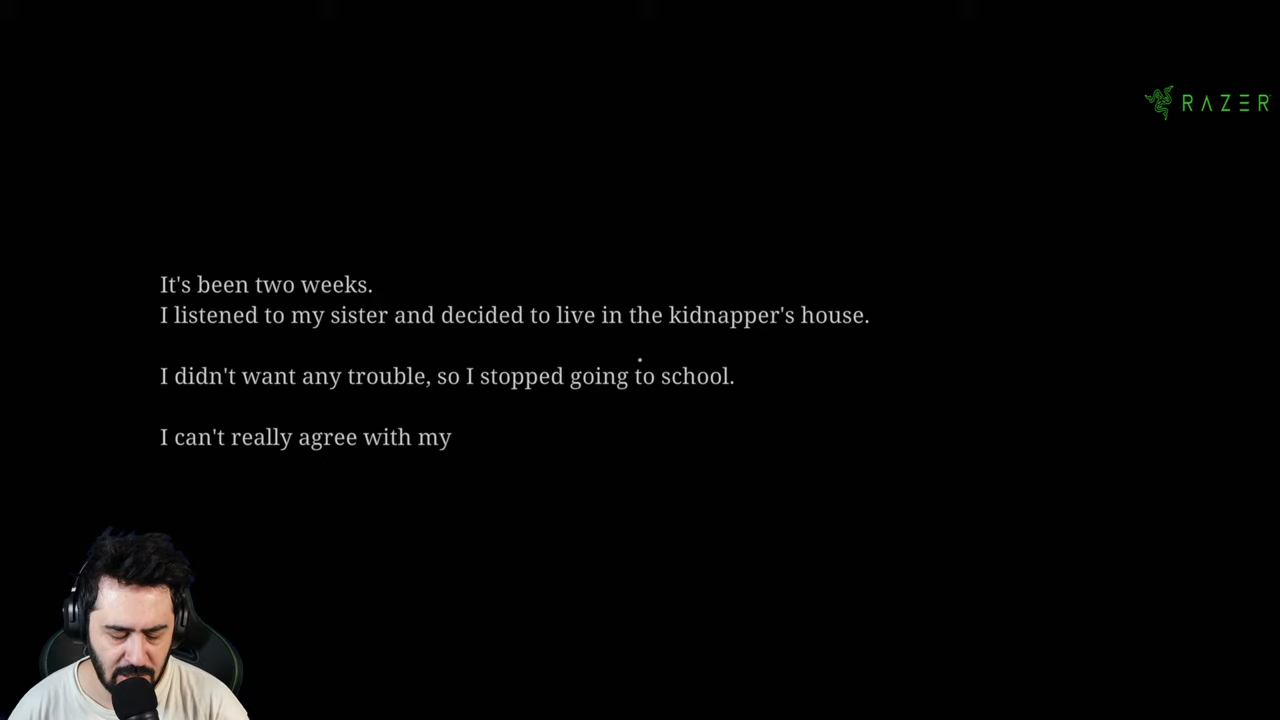 RAZER
It's been two weeks.
I listened to my sister and decided to live in the kidnapper's house.
I didn't want any trouble, so I stopped going to school.
I can't really agree with my